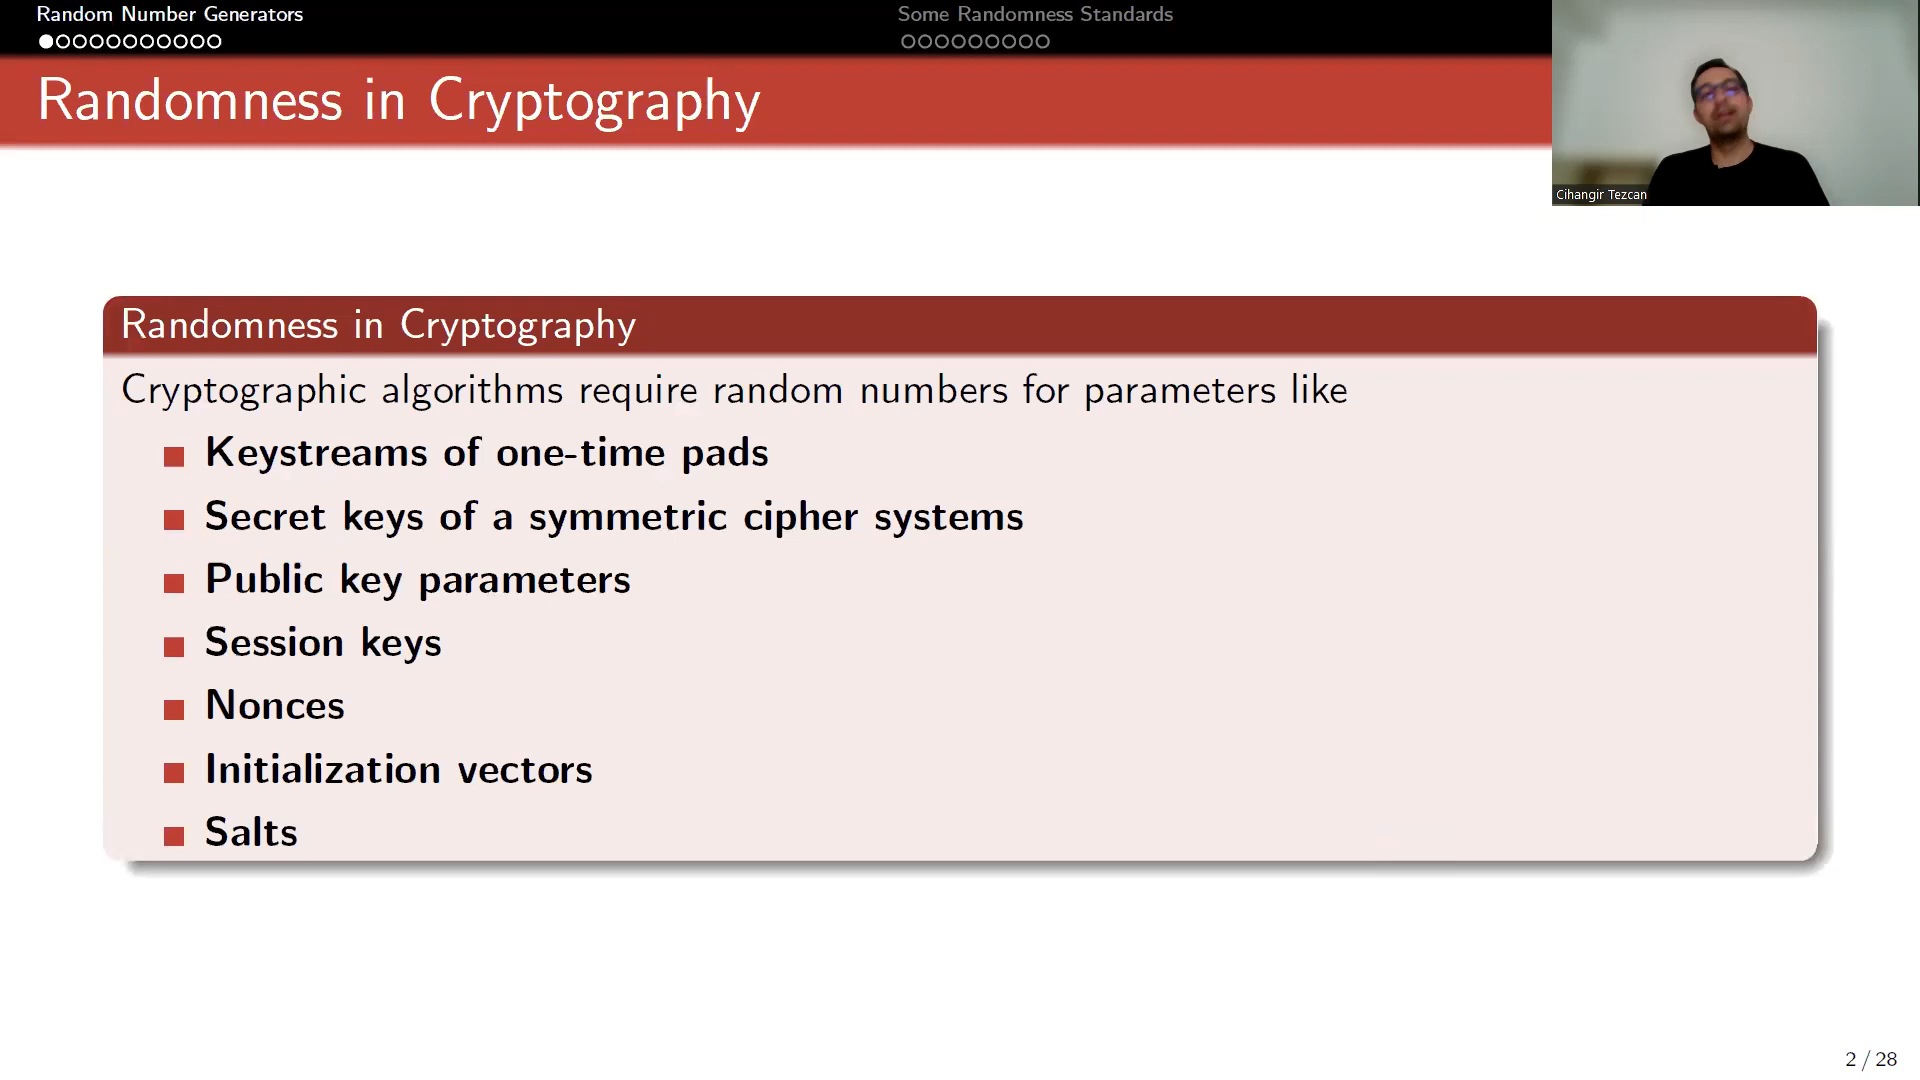 Random Number Generators
Some Randomness Standards
Randomness in Cryptography
Cihangir Tezcan
Randomness in Cryptography
Cryptographic algorithms require random numbers for parameters like
Keystreams of one-time pads
Secret keys of a symmetric cipher systems
Public key parameters
Session keys
Nonces
Initialization vectors
Salts
2 / 28